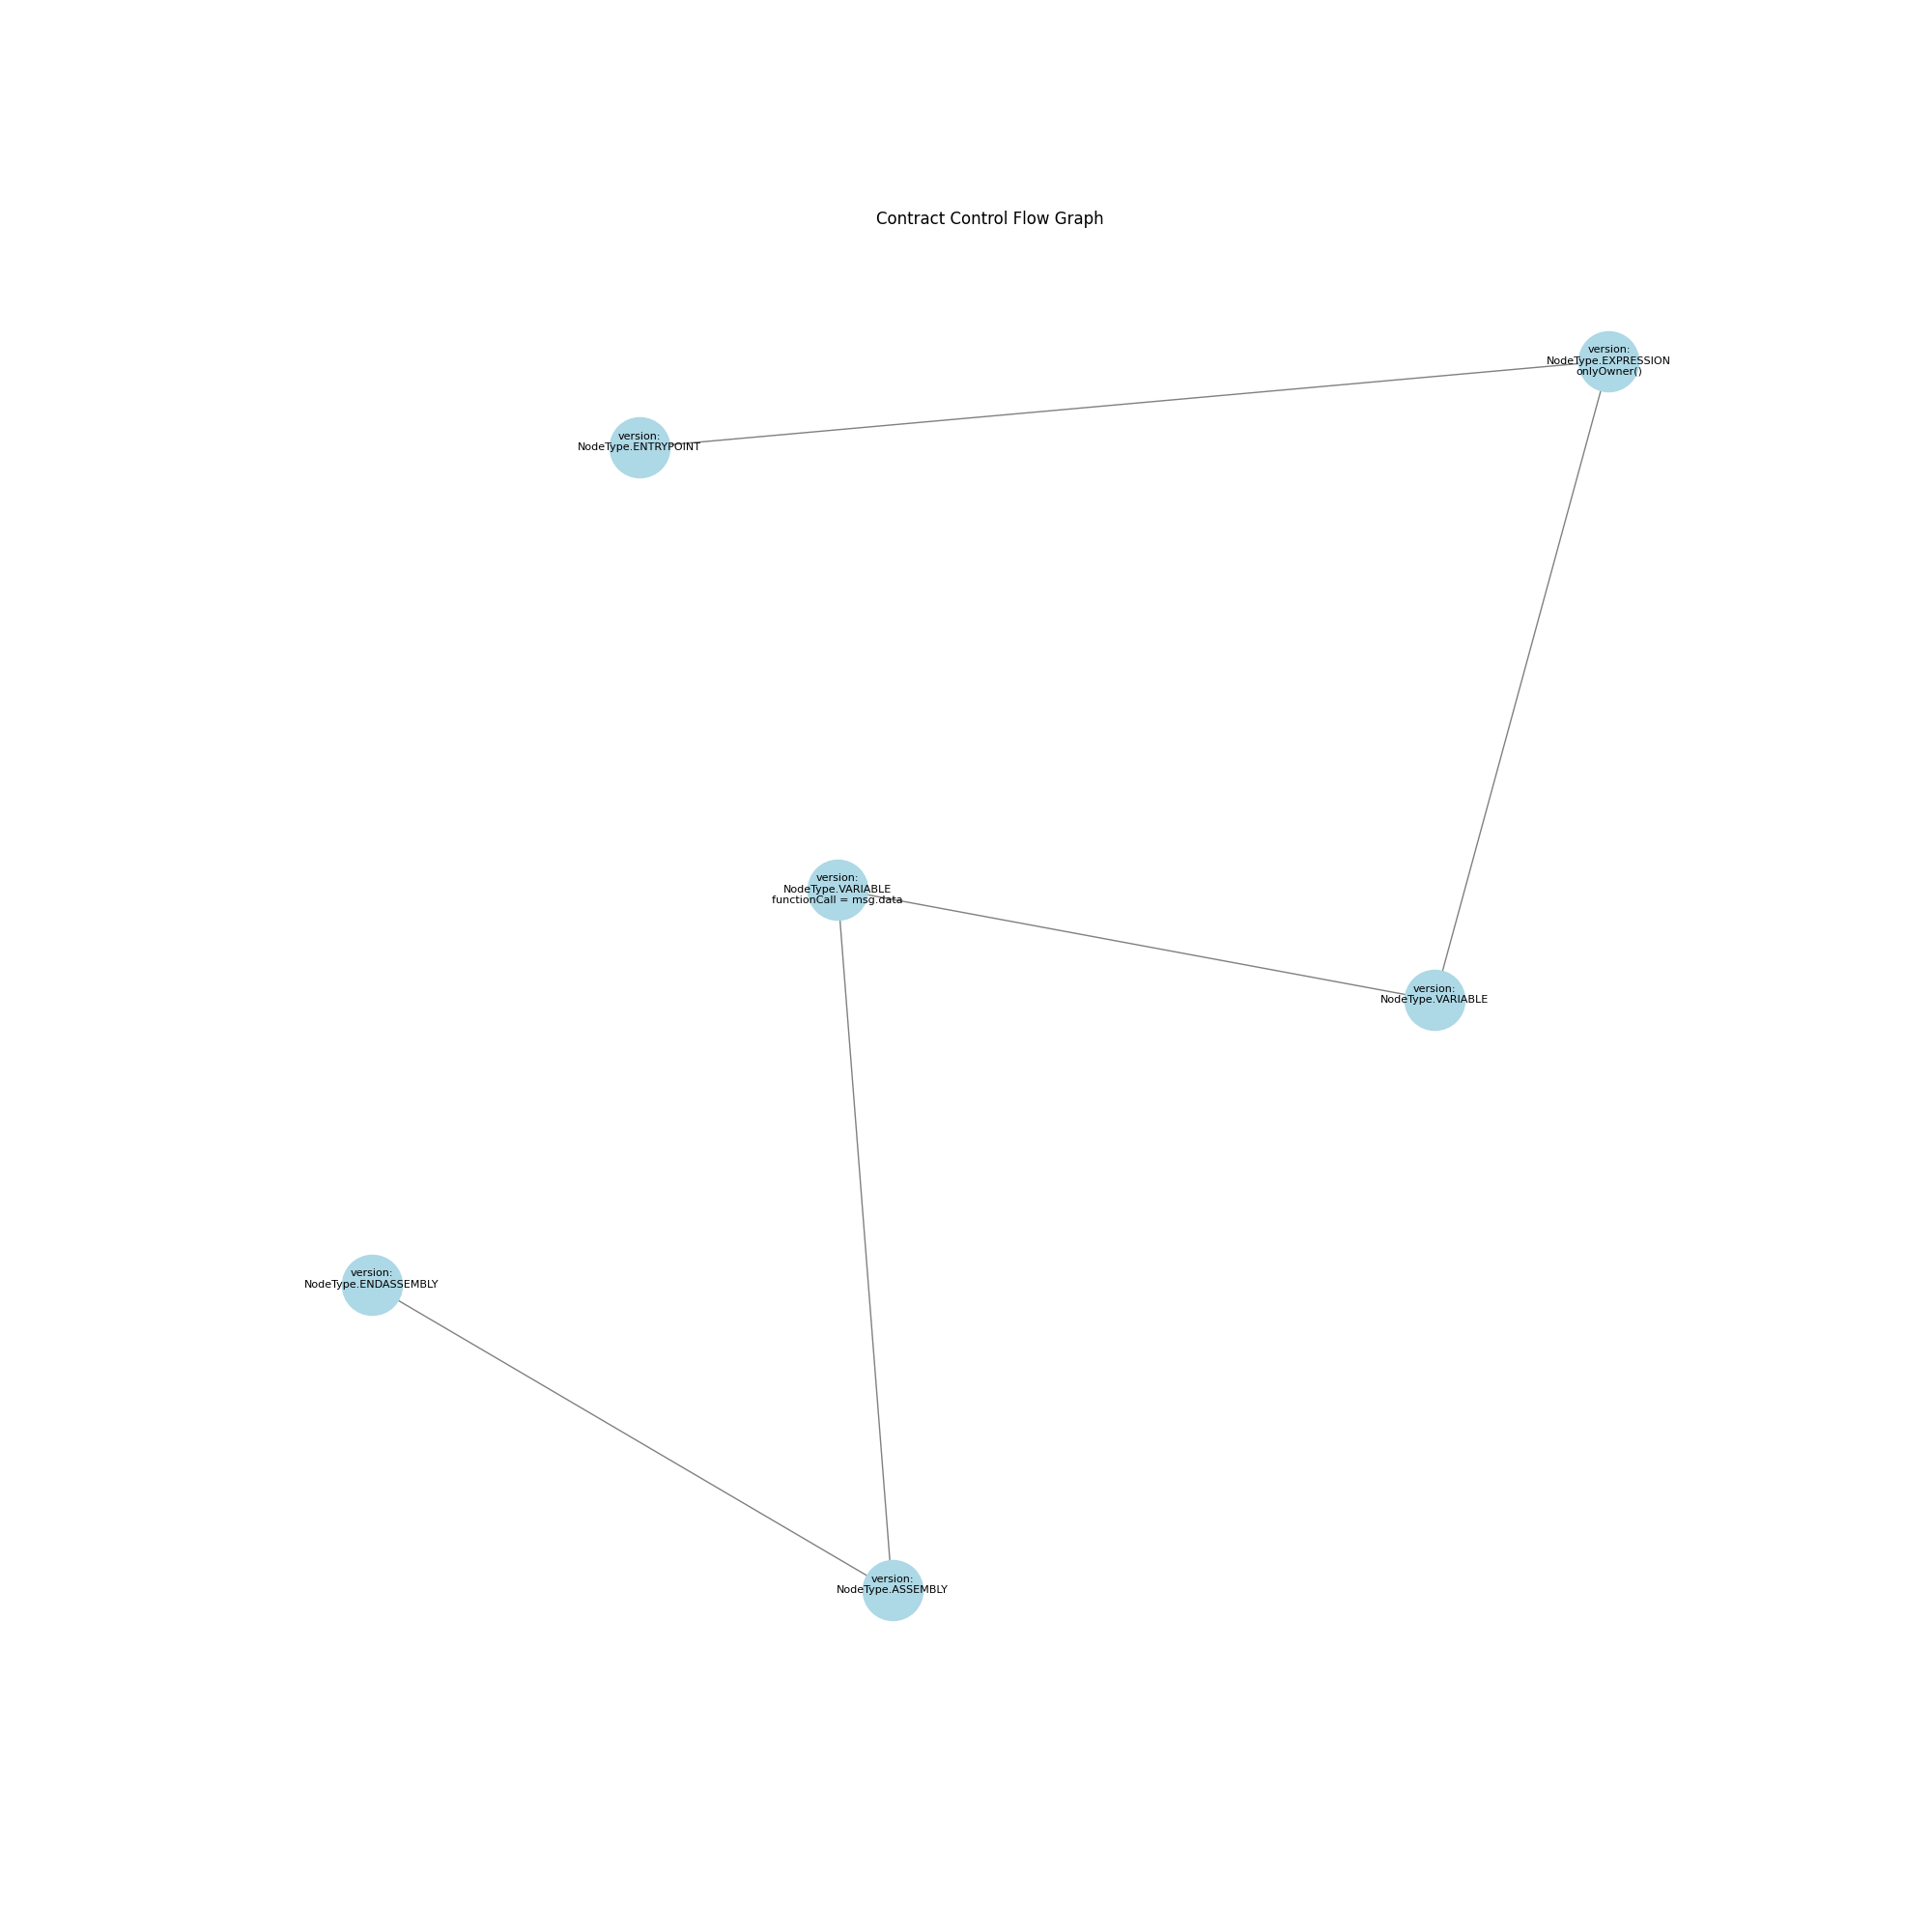 Contract Control Flow Graph
version:
NodeType.EXPRESSION
onlyOwner()
version:
NodeType.ENTRYPOINT
version:
NodeType.VARIABLE
functionCall = msg.data
version:
NodeType.VARIABLE
version:
NodeType.ENDASSEMBLY
version:
NodeType.ASSEMBLY